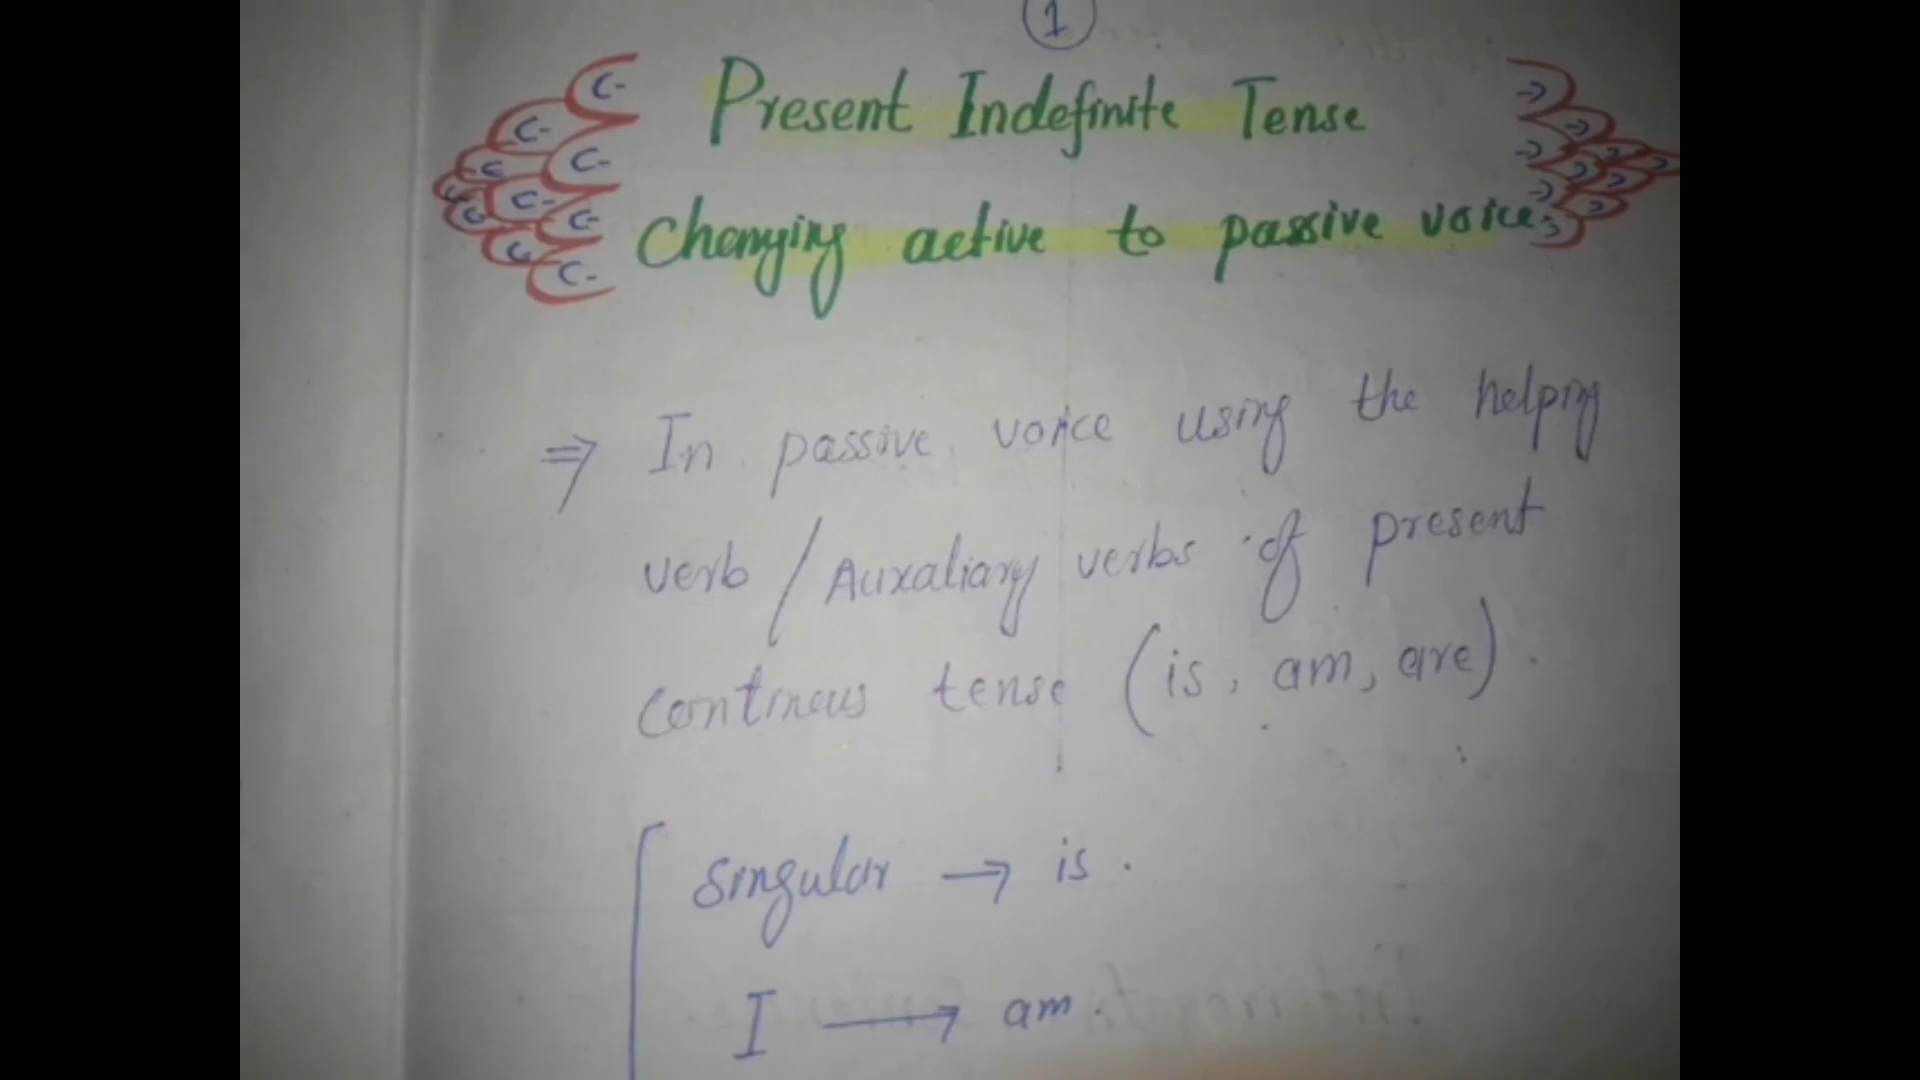 1
Present Indefinite Tense
Changing active to passive voice
⇒ In passive voice using the helping
verb / Auxaliary verbs of present
continous tense (is, am, are).
Singular → is.
I → am.